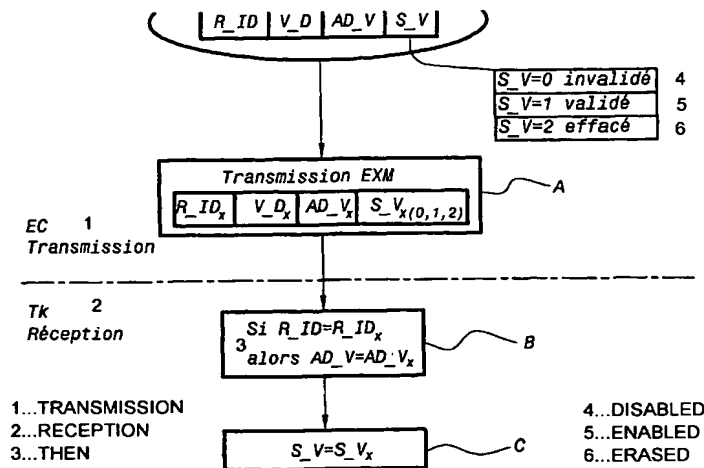 R_ID V_D AD_V S_V
S_V=0 invalidé 4
S_V=1 validé 5
S_V=2 effacé 6
Transmission EXM
A
R_IDx V_Dx AD_Vx S_Vx(0,1,2)
EC 1
Transmission
Tk 2
Réception
Si R_ID=R_IDx
3 alors AD_V=AD_Vx
B
1...TRANSMISSION
2...RECEPTION
3...THEN
S_V=S_Vx
C
4...DISABLED
5...ENABLED
6...ERASED